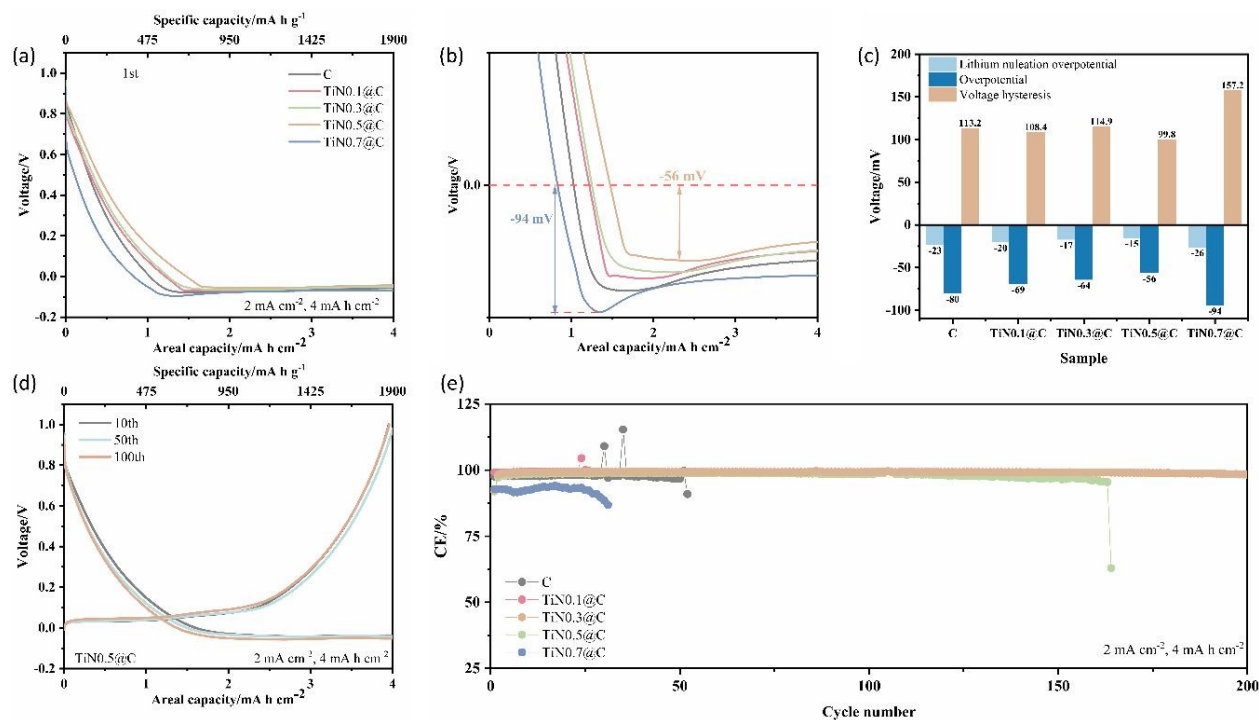 Specific capacity/mA h g⁻¹
0 475 950 1425 1900
(a)
1st
C
TiN0.1@C
TiN0.3@C
TiN0.5@C
TiN0.7@C
1.0
0.8
0.6
0.4
0.2
0.0
-0.2
Voltage/V
2 mA cm⁻², 4 mA h cm⁻²
0 1 2 3 4
Areal capacity/mA h cm⁻²
(b)
Voltage/V
0.0
-56 mV
-94 mV
0 1 2 3 4
Areal capacity/mA h cm⁻²
(c)
200
150
100
50
0
-50
-100
Voltage/mV
Lithium nuleation overpotential
Overpotential
Voltage hysteresis
113.2 108.4 114.9 99.8 157.2
-23 -20 -17 -15 -26
-80 -69 -64 -56 -94
C TiN0.1@C TiN0.3@C TiN0.5@C TiN0.7@C
Sample
Specific capacity/mA h g⁻¹
0 475 950 1425 1900
(d)
10th
50th
100th
1.0
0.8
0.6
0.4
0.2
0.0
-0.2
Voltage/V
TiN0.5@C
2 mA cm⁻², 4 mA h cm⁻²
0 1 2 3 4
Areal capacity/mA h cm⁻²
(e)
125
100
75
50
25
CE/%
C
TiN0.1@C
TiN0.3@C
TiN0.5@C
TiN0.7@C
2 mA cm⁻², 4 mA h cm⁻²
0 50 100 150 200
Cycle number